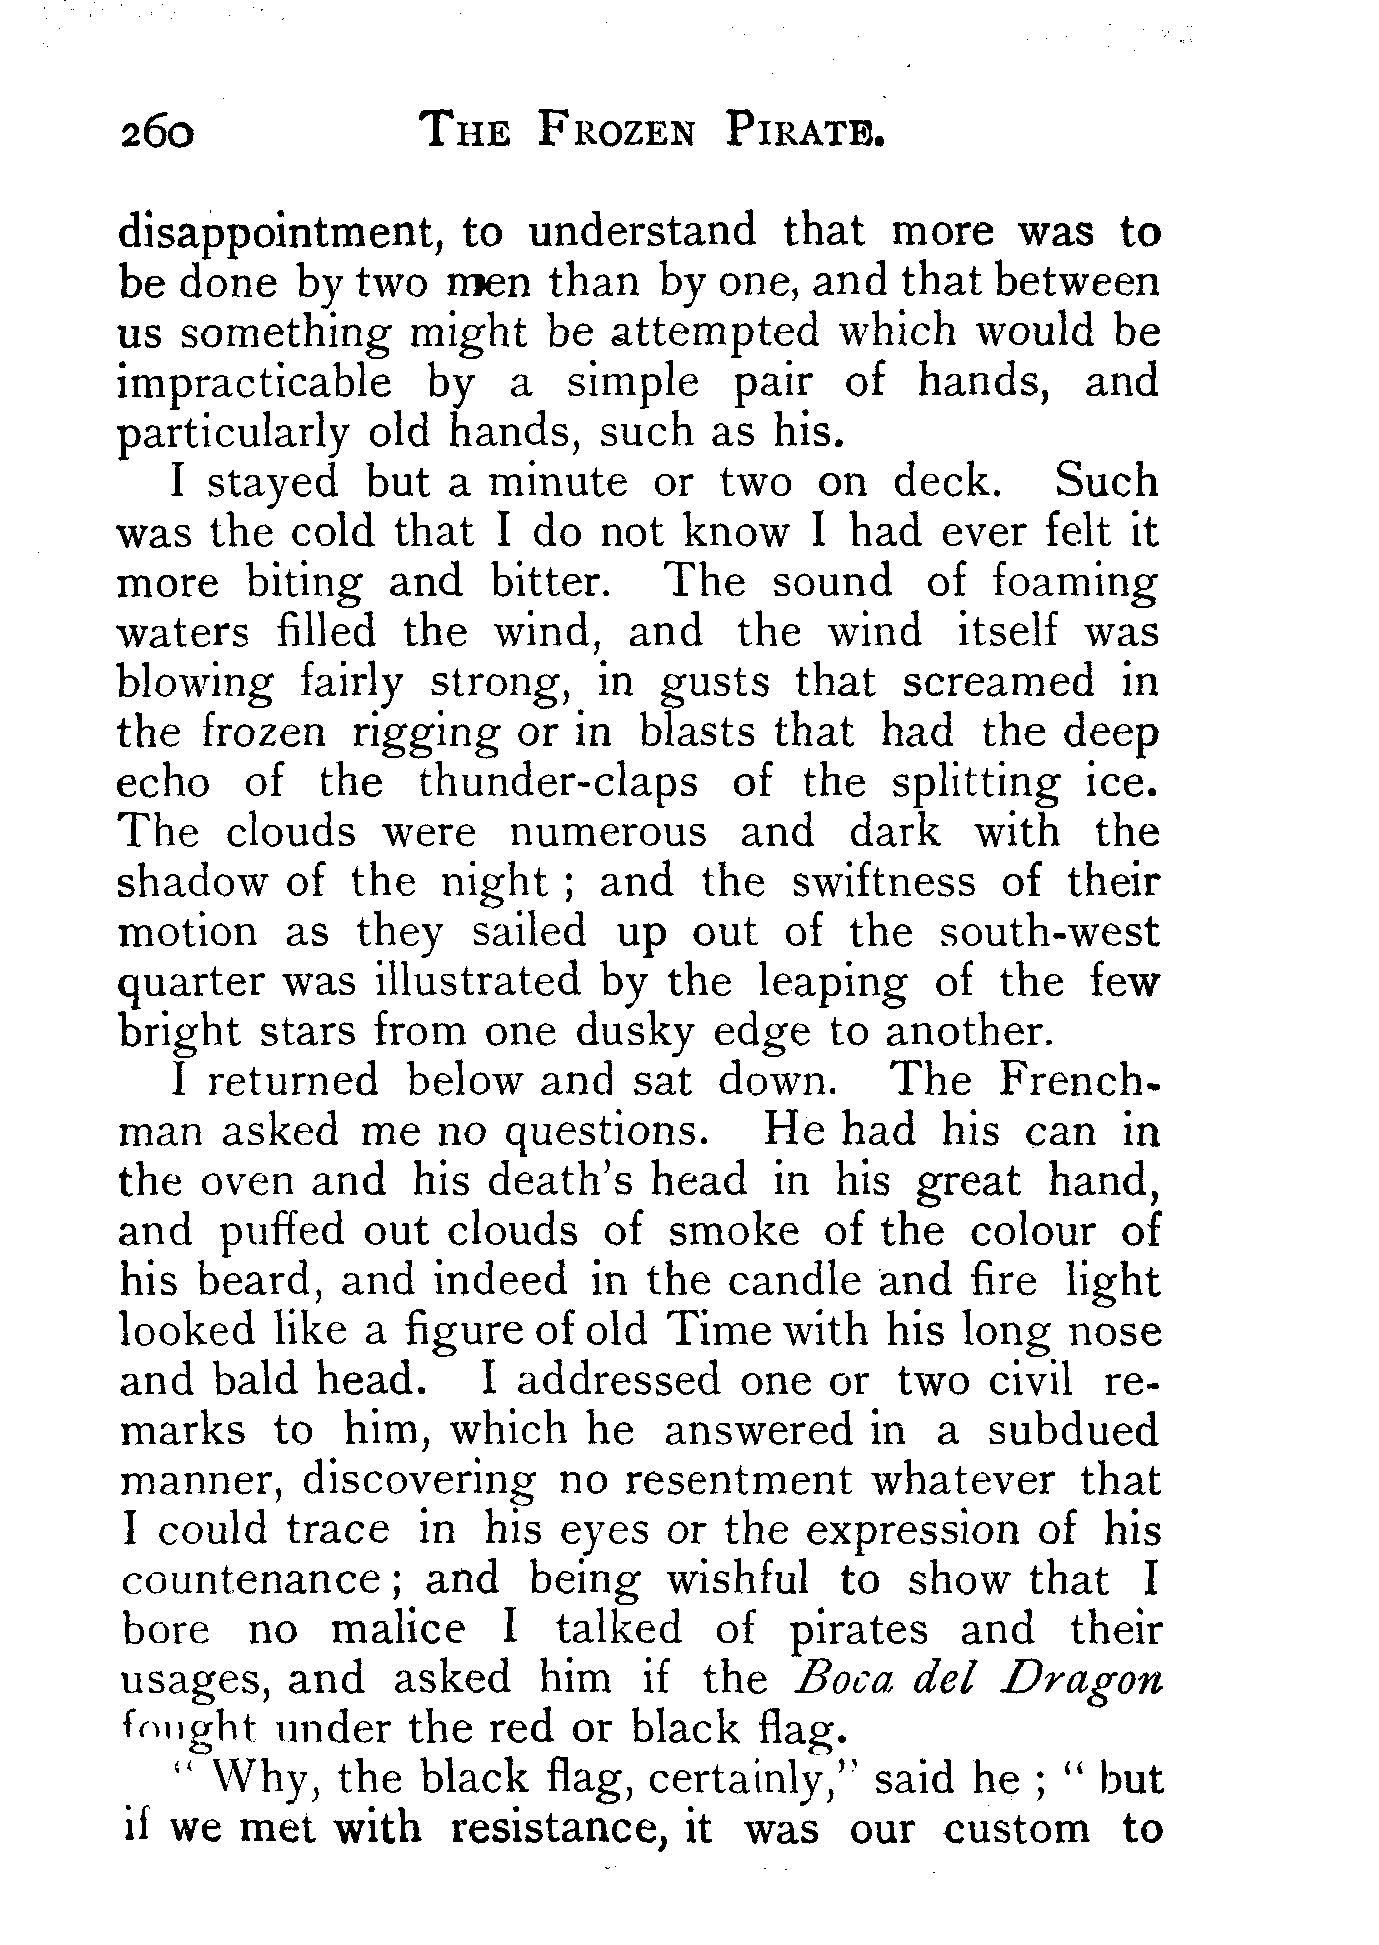 260 THE FROZEN PIRATE.
disappointment, to understand that more was to
be done by two men than by one, and that between
us something might be attempted which would be
impracticable by a simple pair of hands, and
particularly old hands, such as his.
I stayed but a minute or two on deck. Such
was the cold that I do not know I had ever felt it
more biting and bitter. The sound of foaming
waters filled the wind, and the wind itself was
blowing fairly strong, in gusts that screamed in
the frozen rigging or in blasts that had the deep
echo of the thunder-claps of the splitting ice.
The clouds were numerous and dark with the
shadow of the night ; and the swiftness of their
motion as they sailed up out of the south-west
quarter was illustrated by the leaping of the few
bright stars from one dusky edge to another.
I returned below and sat down. The French-
man asked me no questions. He had his can in
the oven and his death's head in his great hand,
and puffed out clouds of smoke of the colour of
his beard, and indeed in the candle and fire light
looked like a figure of old Time with his long nose
and bald head. I addressed one or two civil re-
marks to him, which he answered in a subdued
manner, discovering no resentment whatever that
I could trace in his eyes or the expression of his
countenance ; and being wishful to show that I
bore no malice I talked of pirates and their
usages, and asked him if the Boca del Dragon
fought under the red or black flag.
" Why, the black flag, certainly," said he ; " but
if we met with resistance, it was our custom to